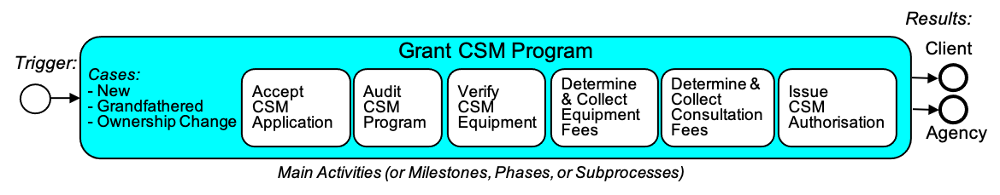 Results:
Grant CSM Program
Client
Trigger:
Cases:
- New
- Grandfathered
- Ownership Change
Accept
CSM
Application
Audit
CSM
Program
Verify
CSM
Equipment
Determine
& Collect
Equipment
Fees
Determine &
Collect
Consultation
Fees
Issue
CSM
Authorisation
Agency
Main Activities (or Milestones, Phases, or Subprocesses)